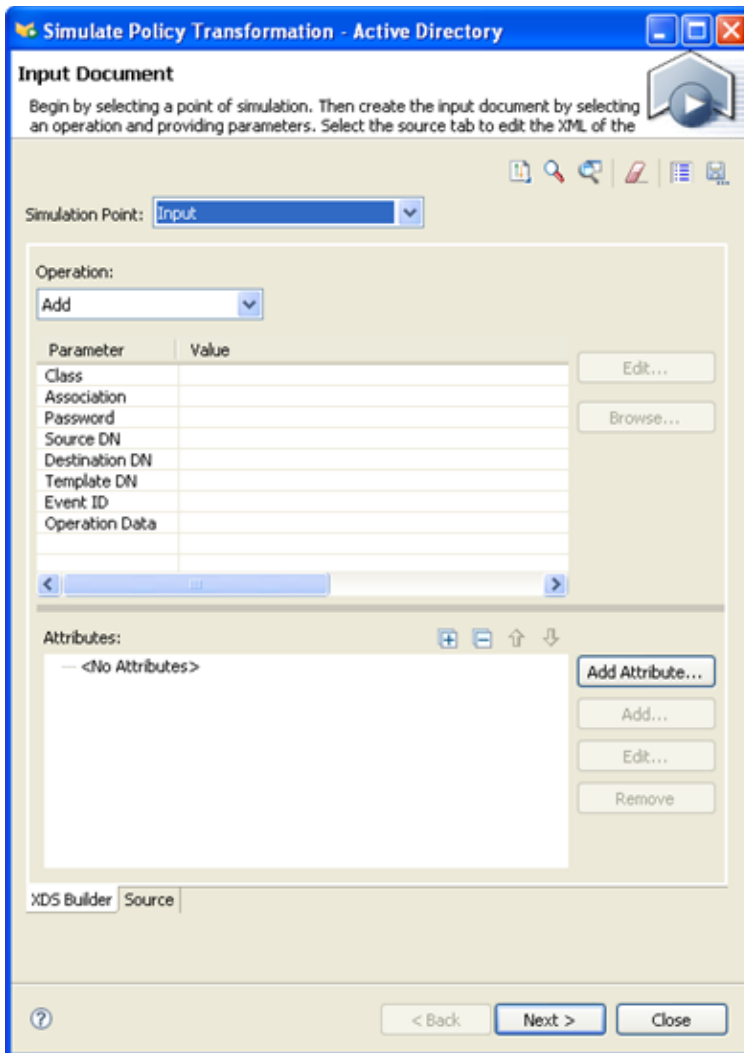 Simulate Policy Transformation - Active Directory
Input Document
Begin by selecting a point of simulation. Then create the input document by selecting
an operation and providing parameters. Select the source tab to edit the XML of the
Simulation Point: Input
Operation:
Add
Parameter Value
Class
Edit...
Association
Password
Browse...
Source DN
Destination DN
Template DN
Event ID
Operation Data
Attributes:
<No Attributes>
Add Attribute...
Add...
Edit...
Remove
XDS Builder Source
< Back Next > Close